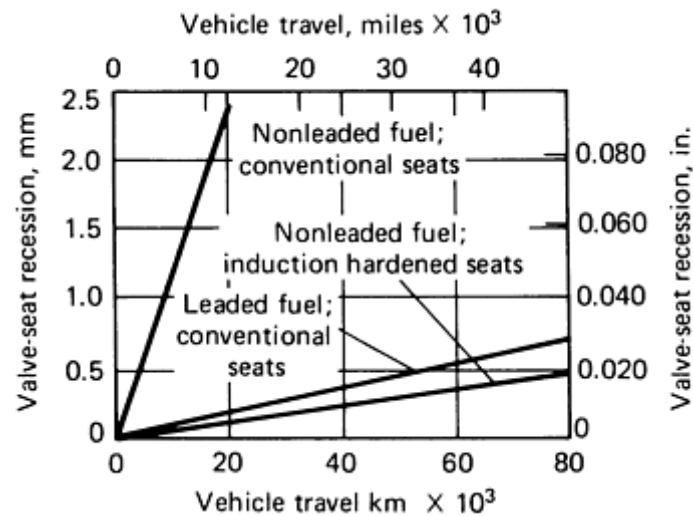 Vehicle travel, miles X 10³
0 10 20 30 40
2.5
2.0
1.5
1.0
0.5
0
Valve-seat recession, mm
Nonleaded fuel;
conventional seats
Nonleaded fuel;
induction hardened seats
Leaded fuel;
conventional
seats
0.080
0.060
0.040
0.020
0
Valve-seat recession, in.
0 20 40 60 80
Vehicle travel km X 10³